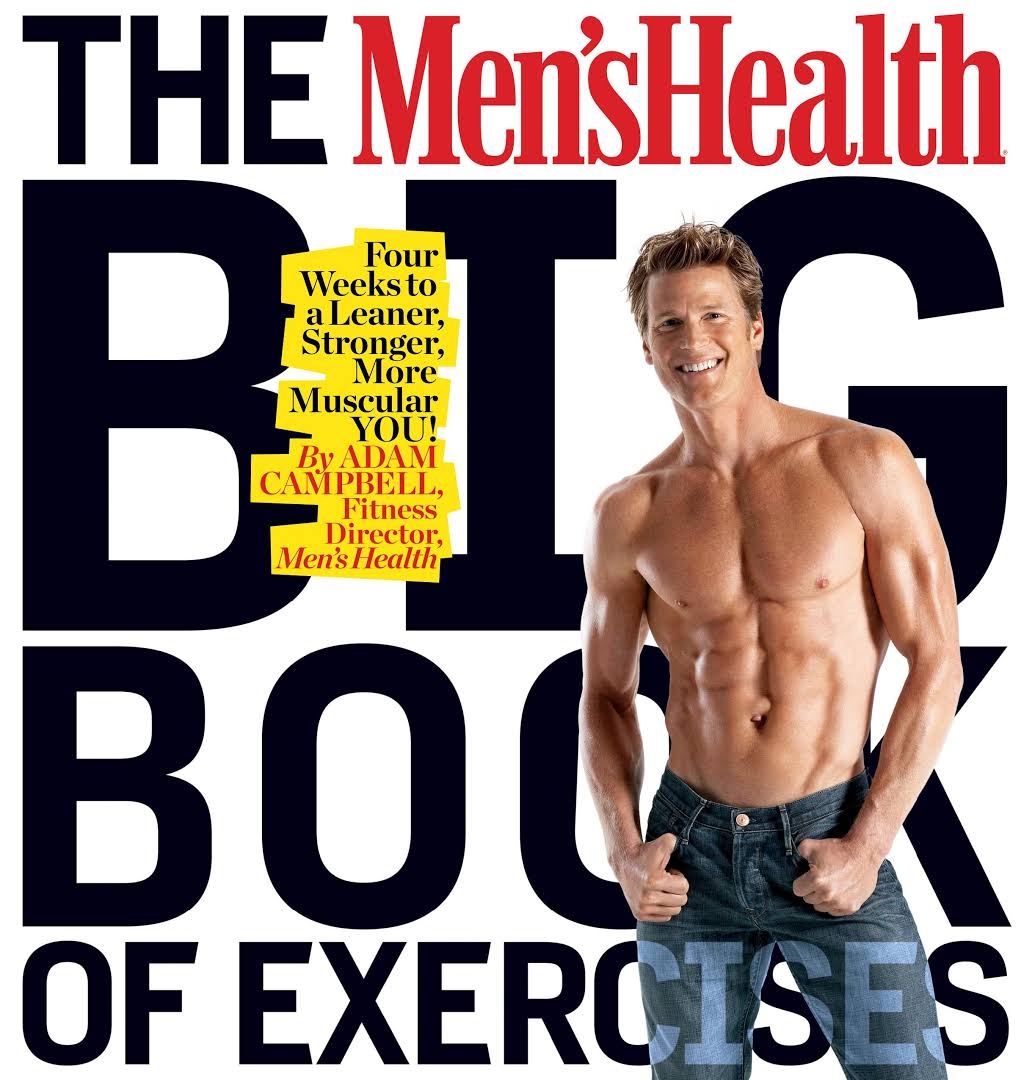 THE Men'sHealth®
BIG
Four
Weeks to
a Leaner,
Stronger,
More
Muscular
YOU!
By ADAM
CAMPBELL,
Fitness
Director,
Men's Health
BOOK
OF EXERCISES